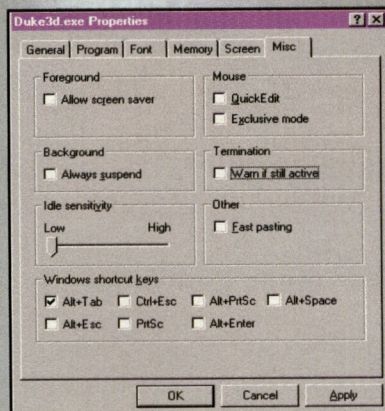 Duke3d.exe Properties
General Program Font Memory Screen Misc
Foreground
Allow screen saver
Mouse
QuickEdit
Exclusive mode
Background
Always suspend
Termination
Warn if still active
Idle sensitivity
Low High
Other
Fast pasting
Windows shortcut keys
Alt+Tab Ctrl+Esc Alt+PrtSc Alt+Space
Alt+Esc PrtSc Alt+Enter
OK Cancel Apply